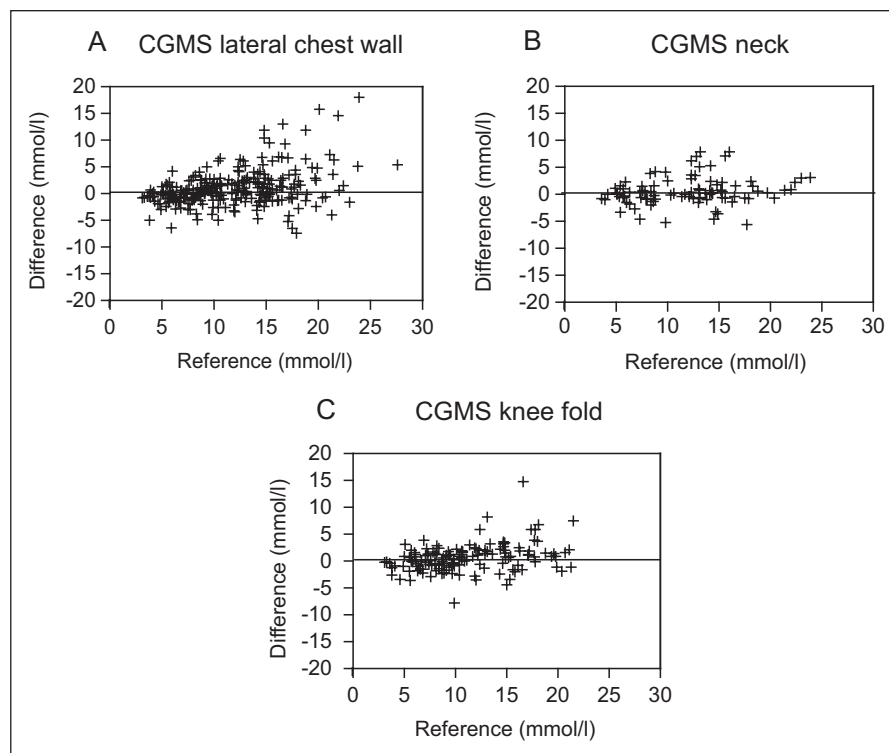 A CGMS lateral chest wall
20
15
10
5
0
-5
-10
-15
-20
Difference (mmol/l)
0 5 10 15 20 25 30
Reference (mmol/l)
B CGMS neck
20
15
10
5
0
-5
-10
-15
-20
Difference (mmol/l)
0 5 10 15 20 25 30
Reference (mmol/l)
C CGMS knee fold
20
15
10
5
0
-5
-10
-15
-20
Difference (mmol/l)
0 5 10 15 20 25 30
Reference (mmol/l)